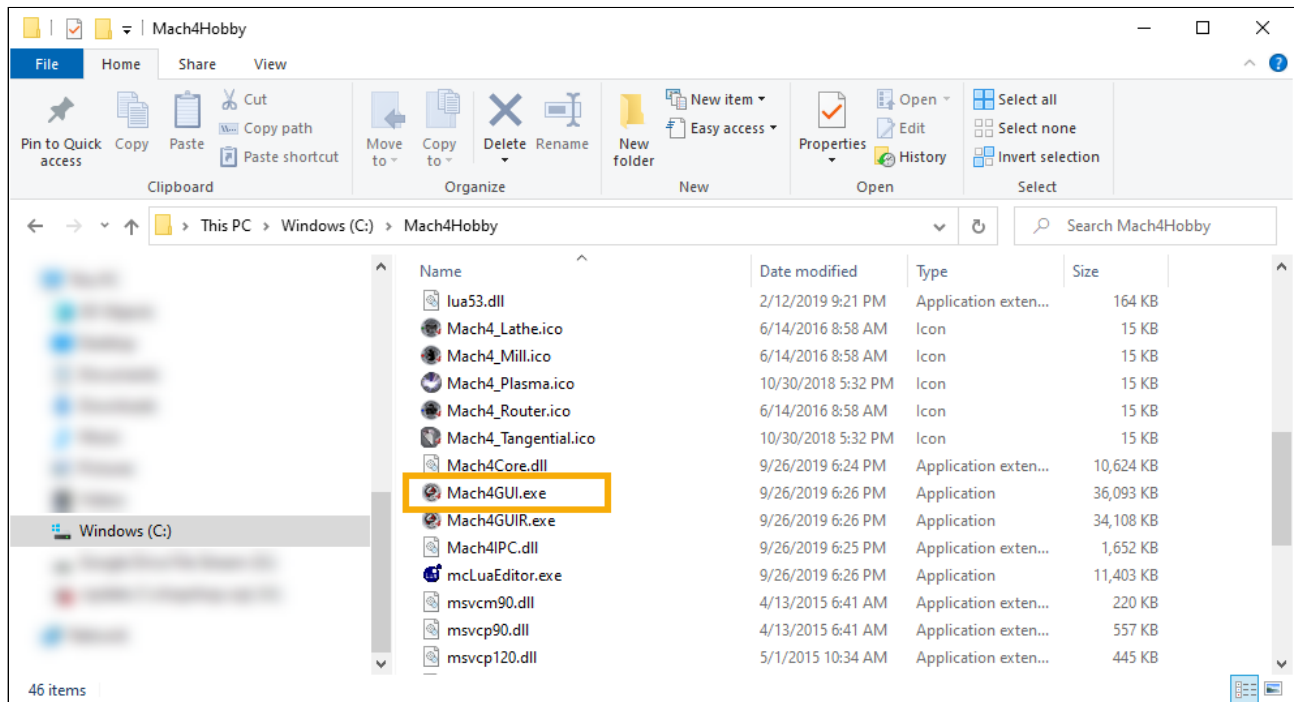 Mach4Hobby
File Home Share View
Pin to Quick access
Copy
Paste
Cut
Copy path
Paste shortcut
Clipboard
Move to
Copy to
Delete
Rename
Organize
New folder
New item
Easy access
New
Properties
Open
Edit
History
Open
Select all
Select none
Invert selection
Select
This PC > Windows (C:) > Mach4Hobby
Search Mach4Hobby
Windows (C:)
Name Date modified Type Size
lua53.dll 2/12/2019 9:21 PM Application exten... 164 KB
Mach4_Lathe.ico 6/14/2016 8:58 AM Icon 15 KB
Mach4_Mill.ico 6/14/2016 8:58 AM Icon 15 KB
Mach4_Plasma.ico 10/30/2018 5:32 PM Icon 15 KB
Mach4_Router.ico 6/14/2016 8:58 AM Icon 15 KB
Mach4_Tangential.ico 10/30/2018 5:32 PM Icon 15 KB
Mach4Core.dll 9/26/2019 6:24 PM Application exten... 10,624 KB
Mach4GUI.exe 9/26/2019 6:26 PM Application 36,093 KB
Mach4GUIR.exe 9/26/2019 6:26 PM Application 34,108 KB
Mach4IPC.dll 9/26/2019 6:25 PM Application exten... 1,652 KB
mcLuaEditor.exe 9/26/2019 6:26 PM Application 11,403 KB
msvcm90.dll 4/13/2015 6:41 AM Application exten... 220 KB
msvcp90.dll 4/13/2015 6:41 AM Application exten... 557 KB
msvcp120.dll 5/1/2015 10:34 AM Application exten... 445 KB
46 items